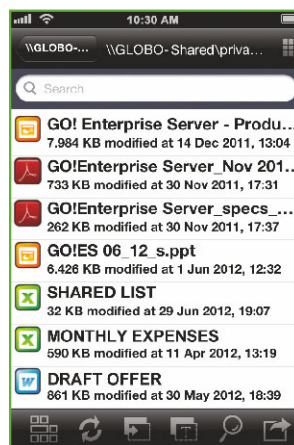 10:30 AM
\\GLOBO-... \\GLOBO-Shared\priva...
Search
GO! Enterprise Server - Produ...
7.984 KB modified at 14 Dec 2011, 13:04
GO!Enterprise Server_Nov 201...
733 KB modified at 30 Nov 2011, 17:31
GO!Enterprise Server_specs_...
262 KB modified at 30 Nov 2011, 17:37
GO!ES 06_12_s.ppt
6.426 KB modified at 1 Jun 2012, 12:32
SHARED LIST
32 KB modified at 29 Jun 2012, 19:07
MONTHLY EXPENSES
590 KB modified at 11 Apr 2012, 13:19
DRAFT OFFER
861 KB modified at 30 May 2012, 18:39